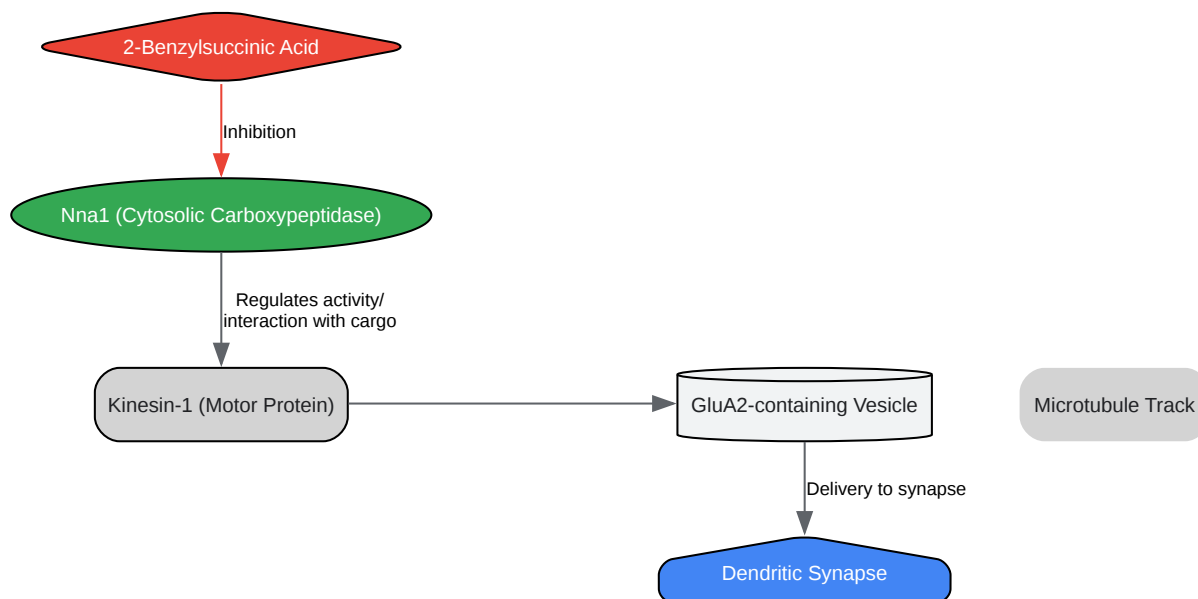 2-Benzylsuccinic Acid
Inhibition
Nna1 (Cytosolic Carboxypeptidase)
Regulates activity/
interaction with cargo
Kinesin-1 (Motor Protein)
GluA2-containing Vesicle
Microtubule Track
Delivery to synapse
Dendritic Synapse